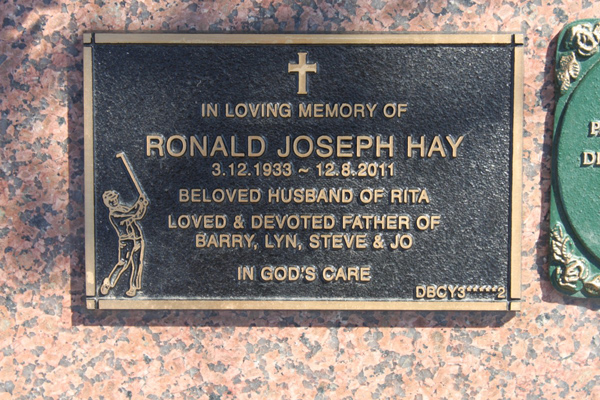 IN LOVING MEMORY OF
RONALD JOSEPH HAY
3.12.1933 ~ 12.8.2011
BELOVED HUSBAND OF RITA
LOVED & DEVOTED FATHER OF
BARRY, LYN, STEVE & JO
IN GOD'S CARE
DBCY3******2